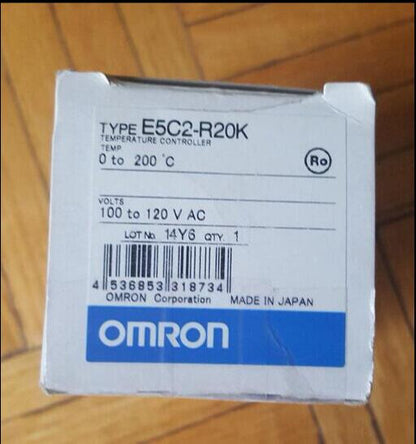 TYPE E5C2-R20K
TEMPERATURE CONTROLLER
TEMP
0 to 200 °C
Ro
VOLTS
100 to 120 V AC
LOT No. 14Y6 QTY 1
4 536853 318734
OMRON Corporation MADE IN JAPAN
OMRON